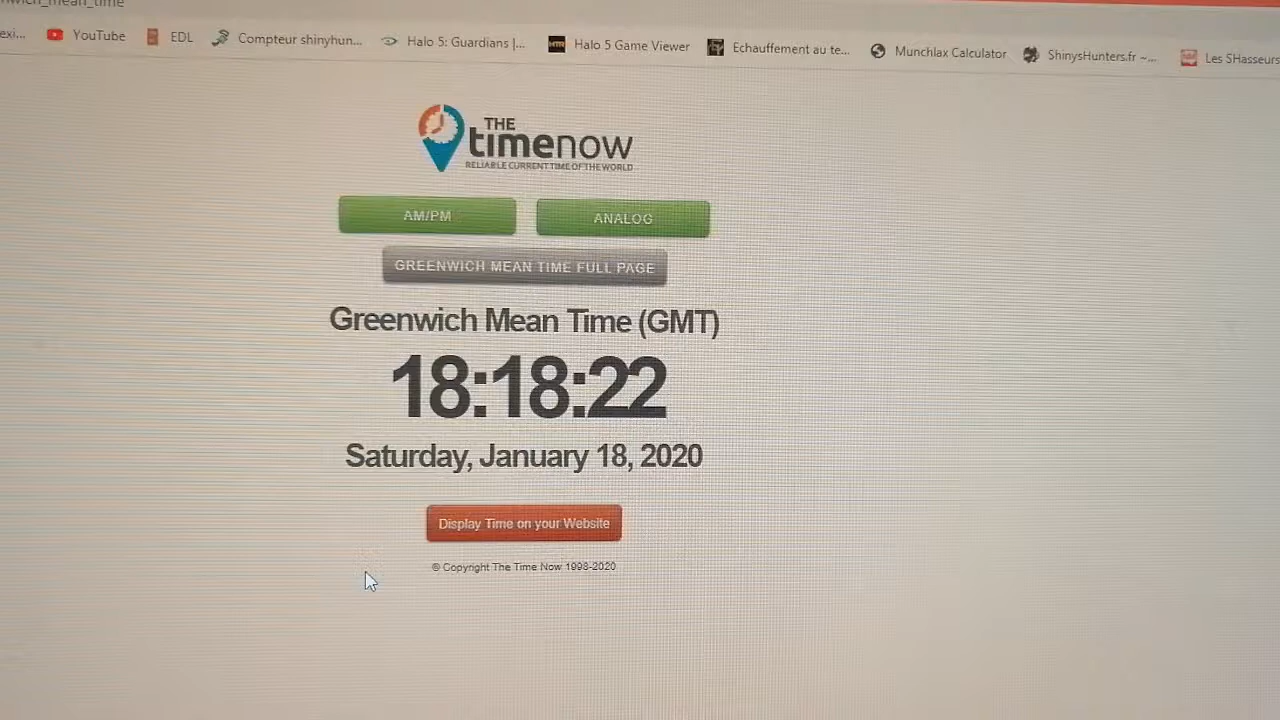 exi... YouTube EDL Compteur shinyhun... Halo 5: Guardians |... Halo 5 Game Viewer Echauffement au te... Munchlax Calculator ShinysHunters.fr ~... Les SHasseurs
THE
timenow
RELIABLE CURRENT TIME OF THE WORLD
AM/PM ANALOG
GREENWICH MEAN TIME FULL PAGE
Greenwich Mean Time (GMT)
18:18:22
Saturday, January 18, 2020
Display Time on your Website
© Copyright The Time Now 1998-2020